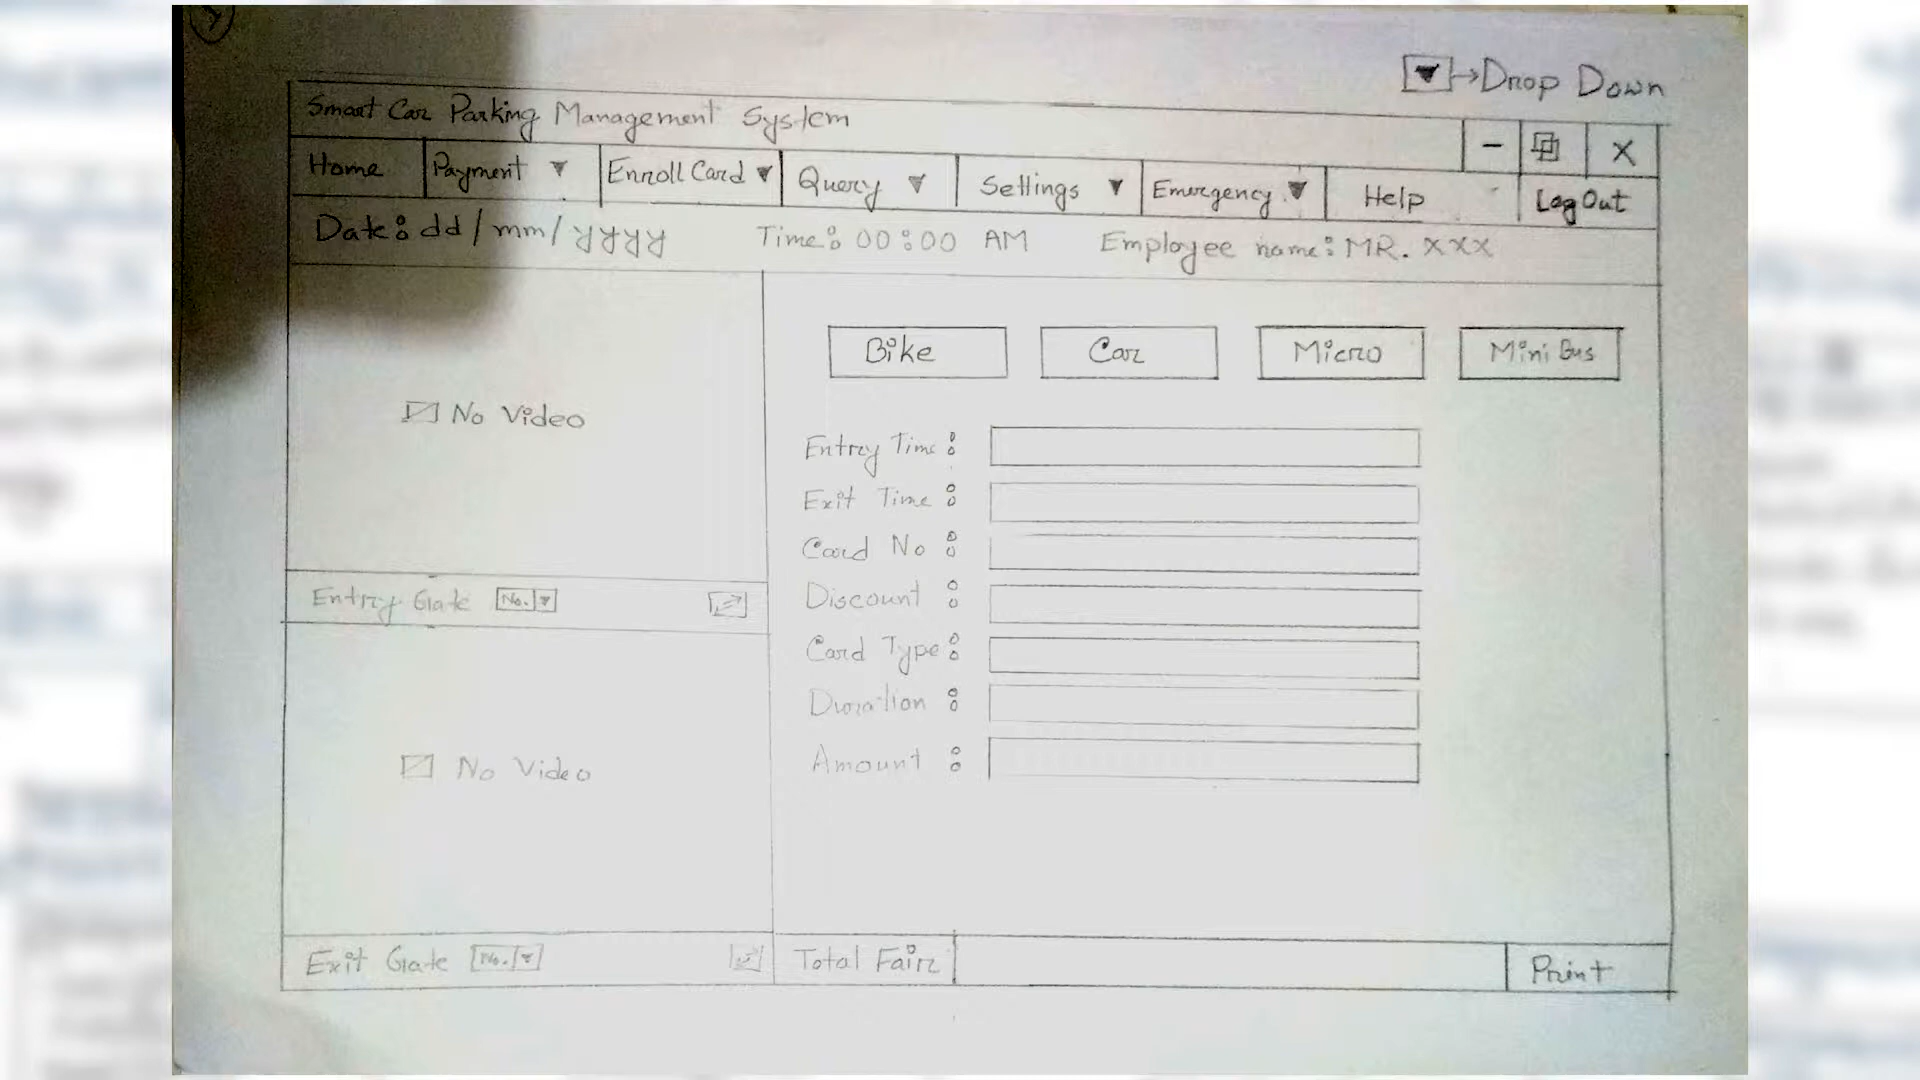 1
▼→Drop Down
Smart Car Parking Management System
Home Payment ▼ Enroll Card ▼ Query ▼ Settings ▼ Emergency ▼ Help Log Out
Date: dd/mm/yyyy Time: 00:00 AM Employee name: MR. XXX
Bike Car Micro Mini Bus
No Video
Entry Time:
Exit Time:
Card No:
Discount:
Card Type:
Duration:
Amount:
Entry Gate No. ▼
No Video
Exit Gate No. ▼
Total Fair
Print